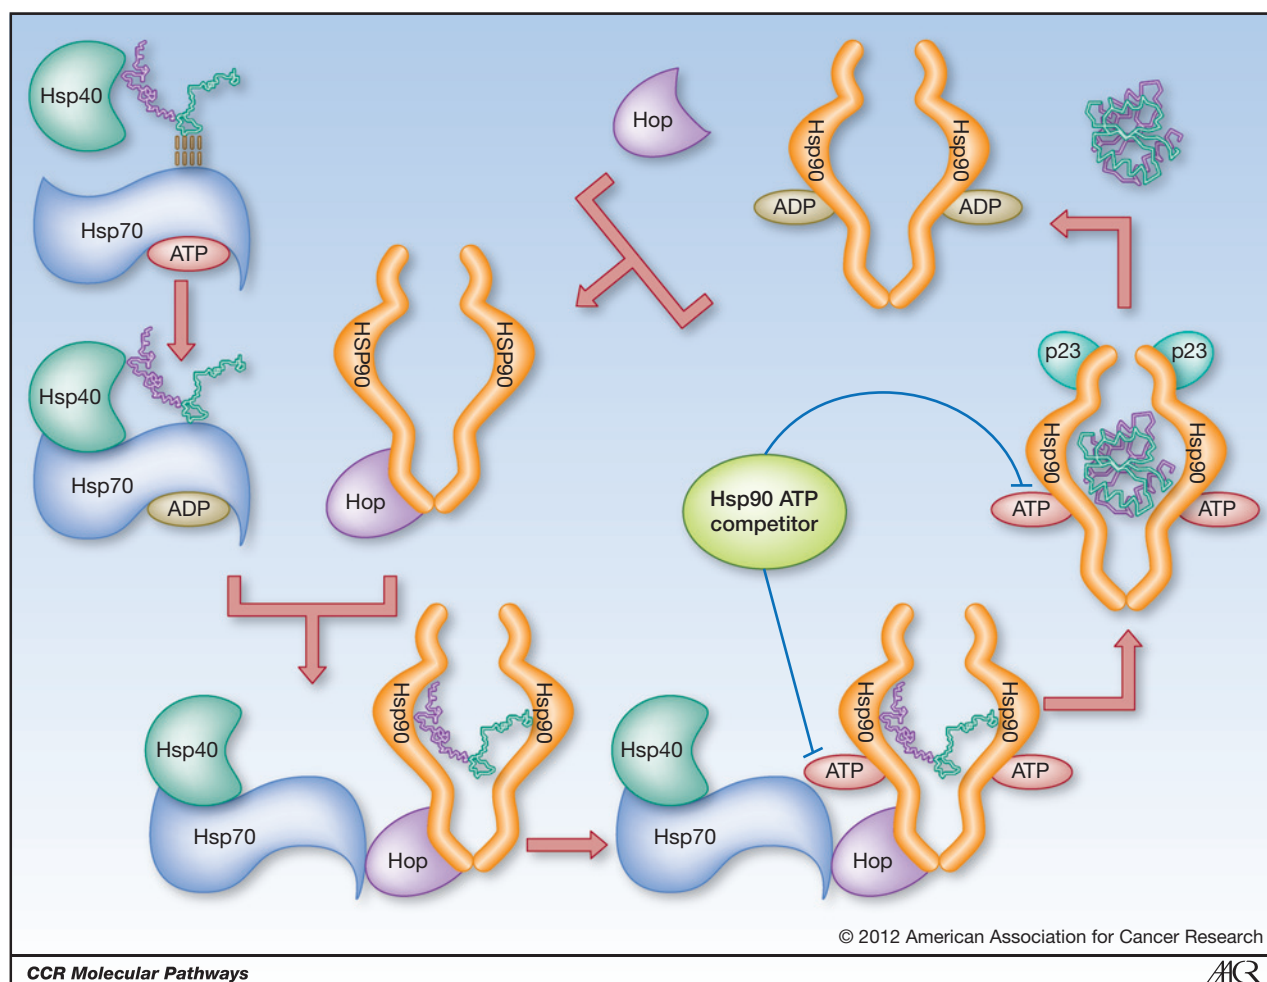 Hsp40
Hsp70
ATP
Hsp40
Hsp70
ADP
HSP90
HSP90
Hop
Hop
Hsp90
Hsp90
ADP
ADP
p23
p23
Hsp90
Hsp90
ATP
ATP
Hsp90 ATP
competitor
Hsp40
Hsp70
Hop
Hsp90
Hsp90
Hsp40
Hsp70
Hop
ATP
Hsp90
Hsp90
ATP
© 2012 American Association for Cancer Research
CCR Molecular Pathways
AACR